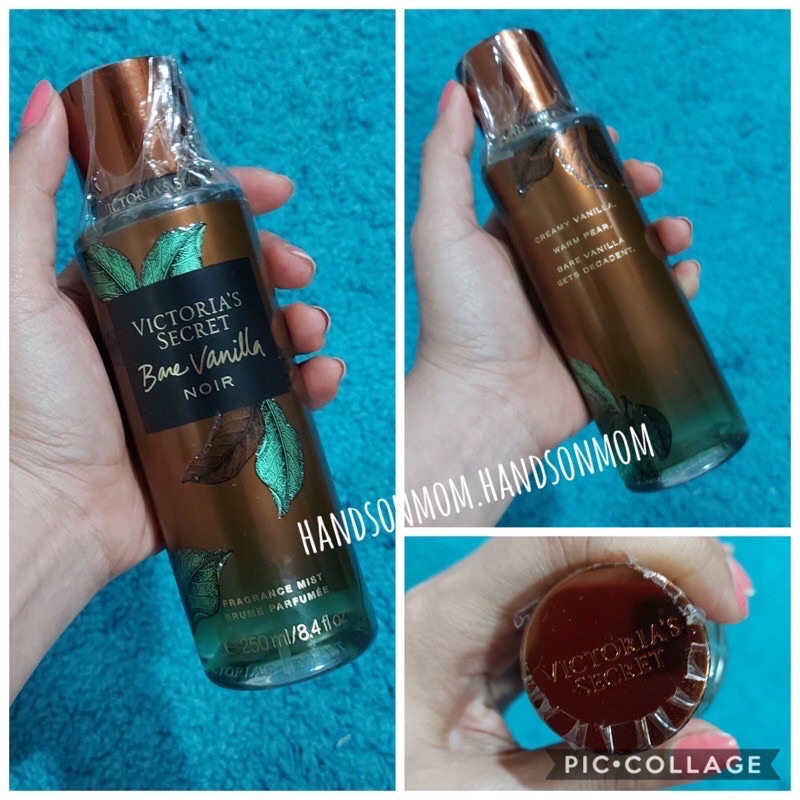 VICTORIA'S
VICTORIA'S
SECRET
Bare Vanilla
NOIR
FRAGRANCE MIST
BRUME PARFUMÉE
e 250 ml/8.4 fl oz
CREAMY VANILLA.
WARM PEAR.
BARE VANILLA
GETS DECADENT.
HANDSONMOM.HANDSONMOM
VICTORIA'S
SECRET
PIC•COLLAGE